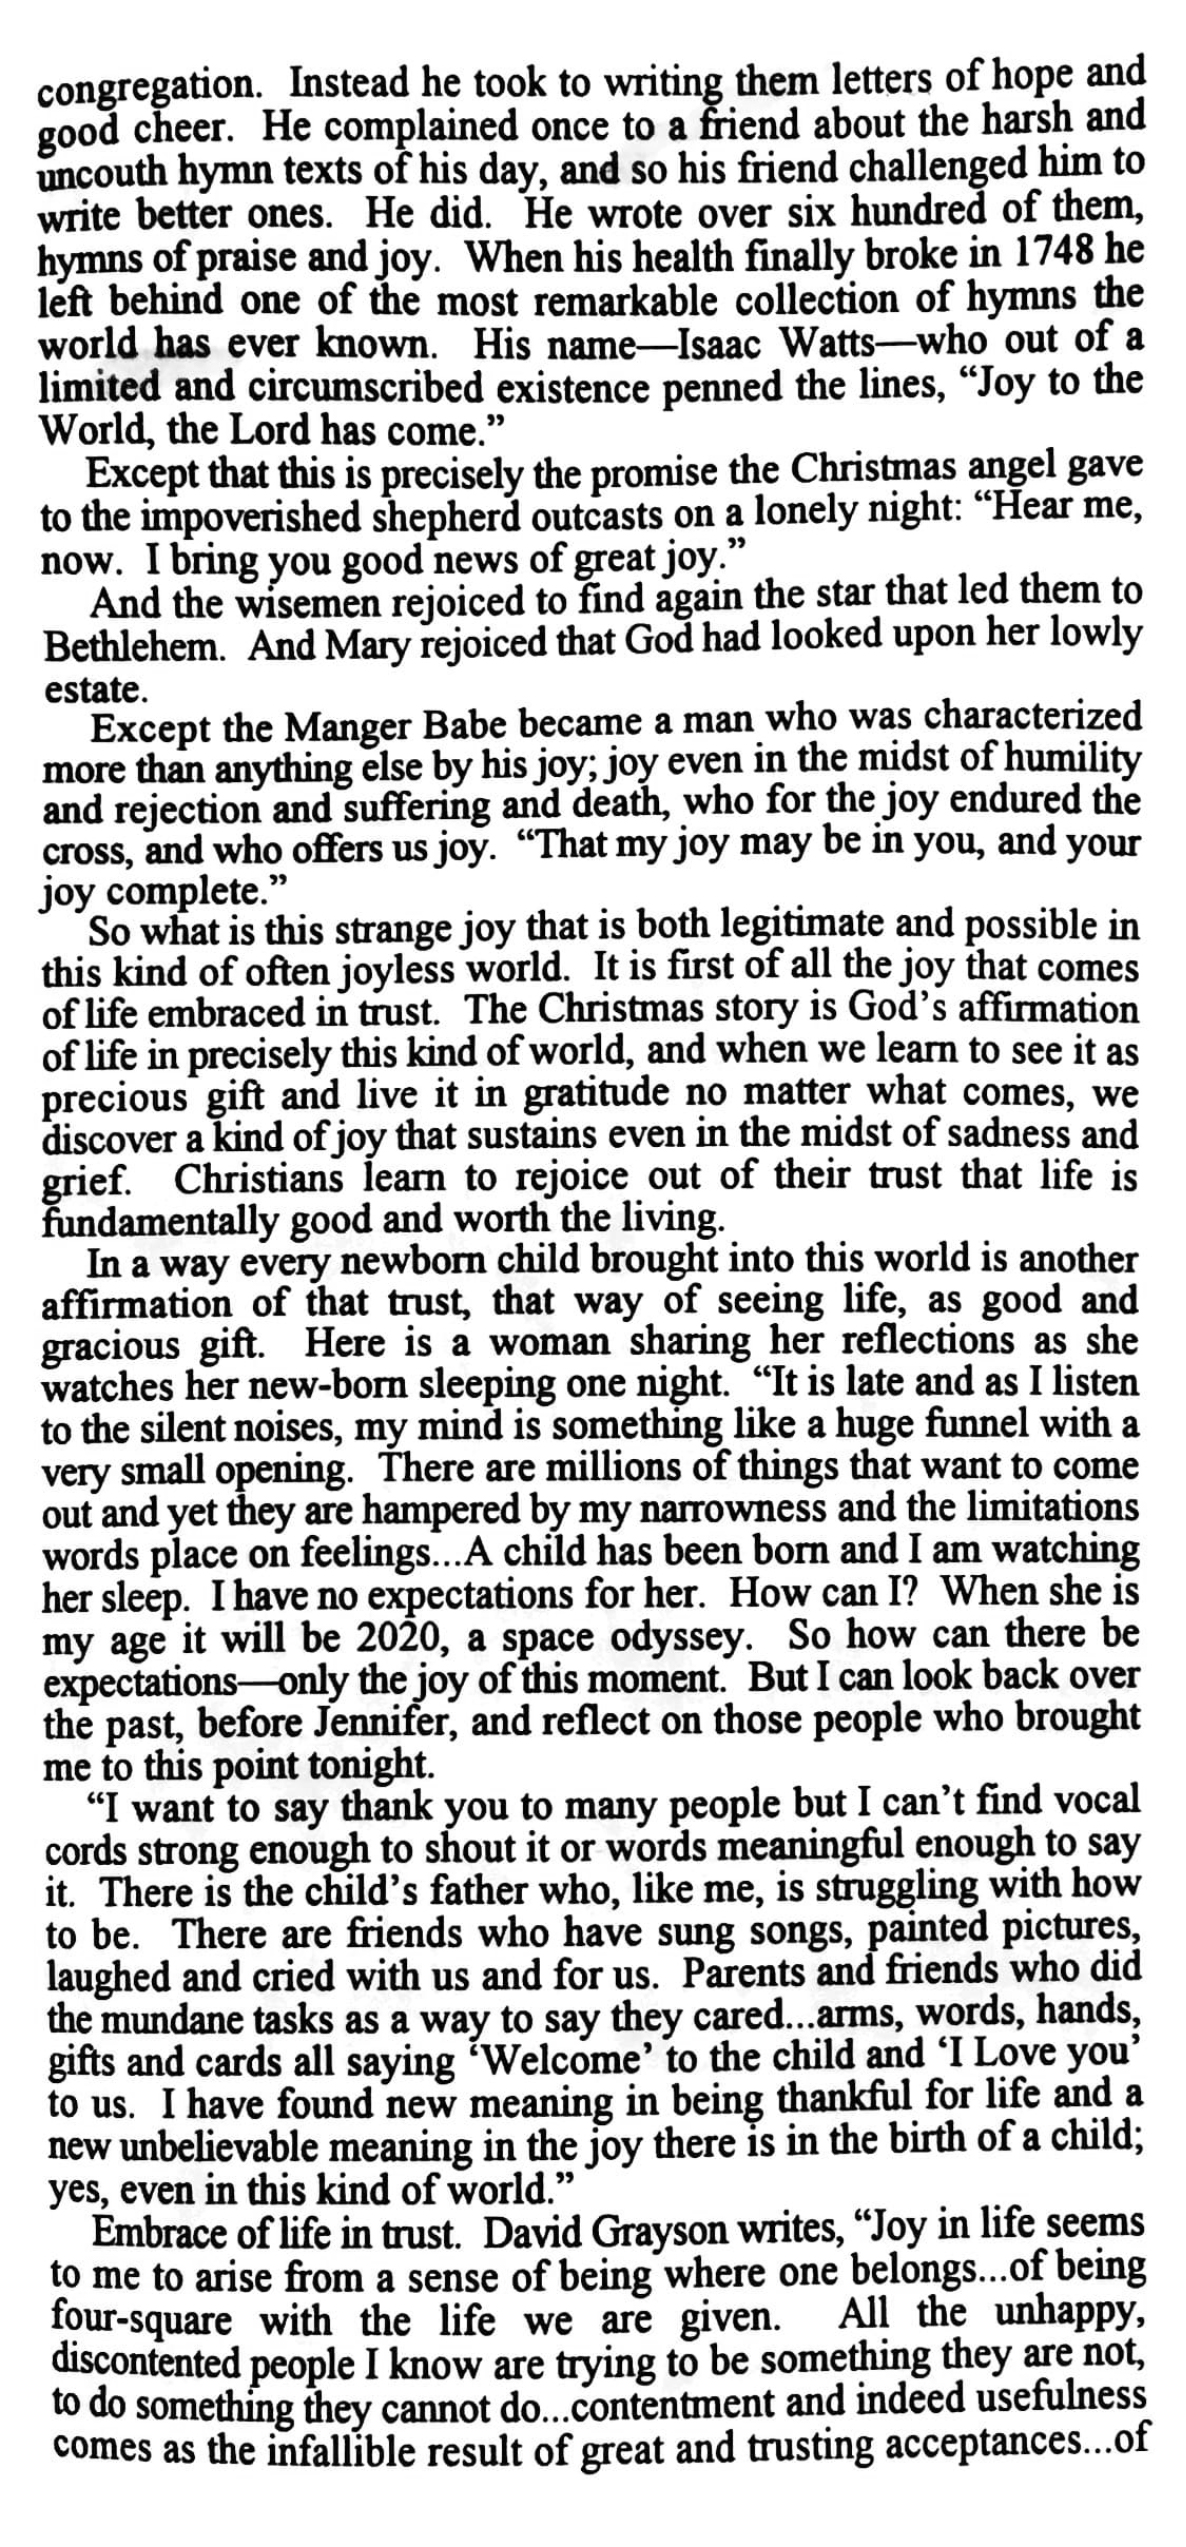 congregation. Instead he took to writing them letters of hope and
good cheer. He complained once to a friend about the harsh and
uncouth hymn texts of his day, and so his friend challenged him to
write better ones. He did. He wrote over six hundred of them,
hymns of praise and joy. When his health finally broke in 1748 he
left behind one of the most remarkable collection of hymns the
world has ever known. His name—Isaac Watts—who out of a
limited and circumscribed existence penned the lines, “Joy to the
World, the Lord has come.”
Except that this is precisely the promise the Christmas angel gave
to the impoverished shepherd outcasts on a lonely night: “Hear me,
now. I bring you good news of great joy.”
And the wisemen rejoiced to find again the star that led them to
Bethlehem. And Mary rejoiced that God had looked upon her lowly
estate.
Except the Manger Babe became a man who was characterized
more than anything else by his joy; joy even in the midst of humility
and rejection and suffering and death, who for the joy endured the
cross, and who offers us joy. “That my joy may be in you, and your
joy complete.”
So what is this strange joy that is both legitimate and possible in
this kind of often joyless world. It is first of all the joy that comes
of life embraced in trust. The Christmas story is God’s affirmation
of life in precisely this kind of world, and when we learn to see it as
precious gift and live it in gratitude no matter what comes, we
discover a kind of joy that sustains even in the midst of sadness and
grief. Christians learn to rejoice out of their trust that life is
fundamentally good and worth the living.
In a way every newborn child brought into this world is another
affirmation of that trust, that way of seeing life, as good and
gracious gift. Here is a woman sharing her reflections as she
watches her new-born sleeping one night. “It is late and as I listen
to the silent noises, my mind is something like a huge funnel with a
very small opening. There are millions of things that want to come
out and yet they are hampered by my narrowness and the limitations
words place on feelings...A child has been born and I am watching
her sleep. I have no expectations for her. How can I? When she is
my age it will be 2020, a space odyssey. So how can there be
expectations—only the joy of this moment. But I can look back over
the past, before Jennifer, and reflect on those people who brought
me to this point tonight.
“I want to say thank you to many people but I can’t find vocal
cords strong enough to shout it or words meaningful enough to say
it. There is the child’s father who, like me, is struggling with how
to be. There are friends who have sung songs, painted pictures,
laughed and cried with us and for us. Parents and friends who did
the mundane tasks as a way to say they cared...arms, words, hands,
gifts and cards all saying ‘Welcome’ to the child and ‘I Love you’
to us. I have found new meaning in being thankful for life and a
new unbelievable meaning in the joy there is in the birth of a child;
yes, even in this kind of world.”
Embrace of life in trust. David Grayson writes, “Joy in life seems
to me to arise from a sense of being where one belongs...of being
four-square with the life we are given. All the unhappy,
discontented people I know are trying to be something they are not,
to do something they cannot do...contentment and indeed usefulness
comes as the infallible result of great and trusting acceptances...of